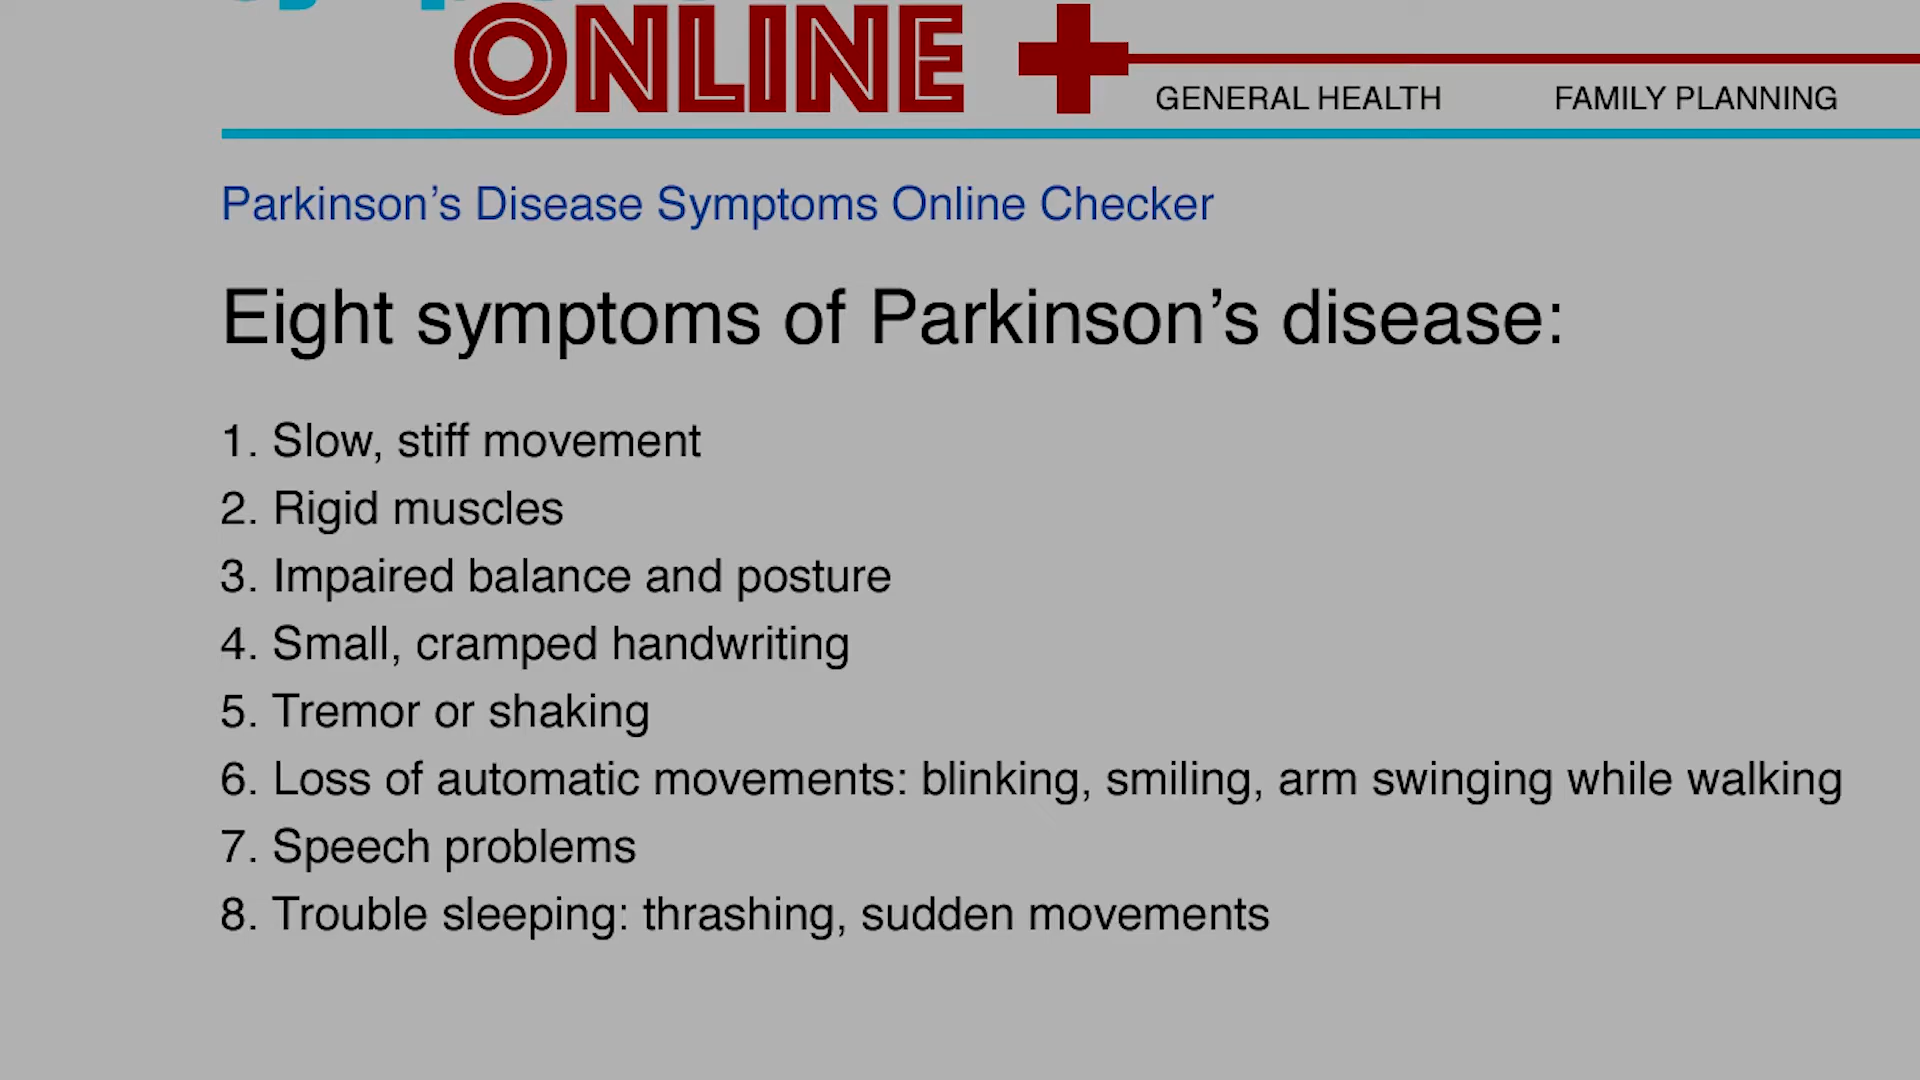 ONLINE
GENERAL HEALTH FAMILY PLANNING
Parkinson’s Disease Symptoms Online Checker
Eight symptoms of Parkinson’s disease:
1. Slow, stiff movement
2. Rigid muscles
3. Impaired balance and posture
4. Small, cramped handwriting
5. Tremor or shaking
6. Loss of automatic movements: blinking, smiling, arm swinging while walking
7. Speech problems
8. Trouble sleeping: thrashing, sudden movements